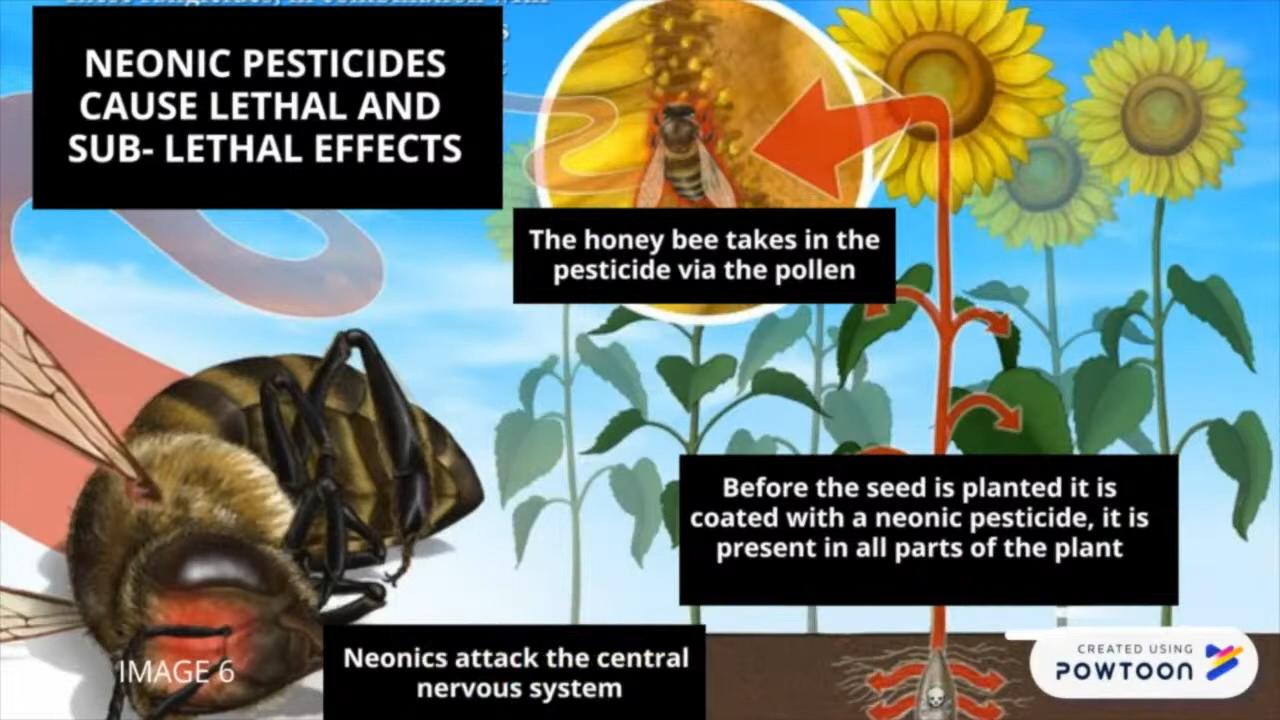 NEONIC PESTICIDES
CAUSE LETHAL AND
SUB- LETHAL EFFECTS
The honey bee takes in the
pesticide via the pollen
Before the seed is planted it is
coated with a neonic pesticide, it is
present in all parts of the plant
Neonics attack the central
nervous system
IMAGE 6
CREATED USING
POWTOON